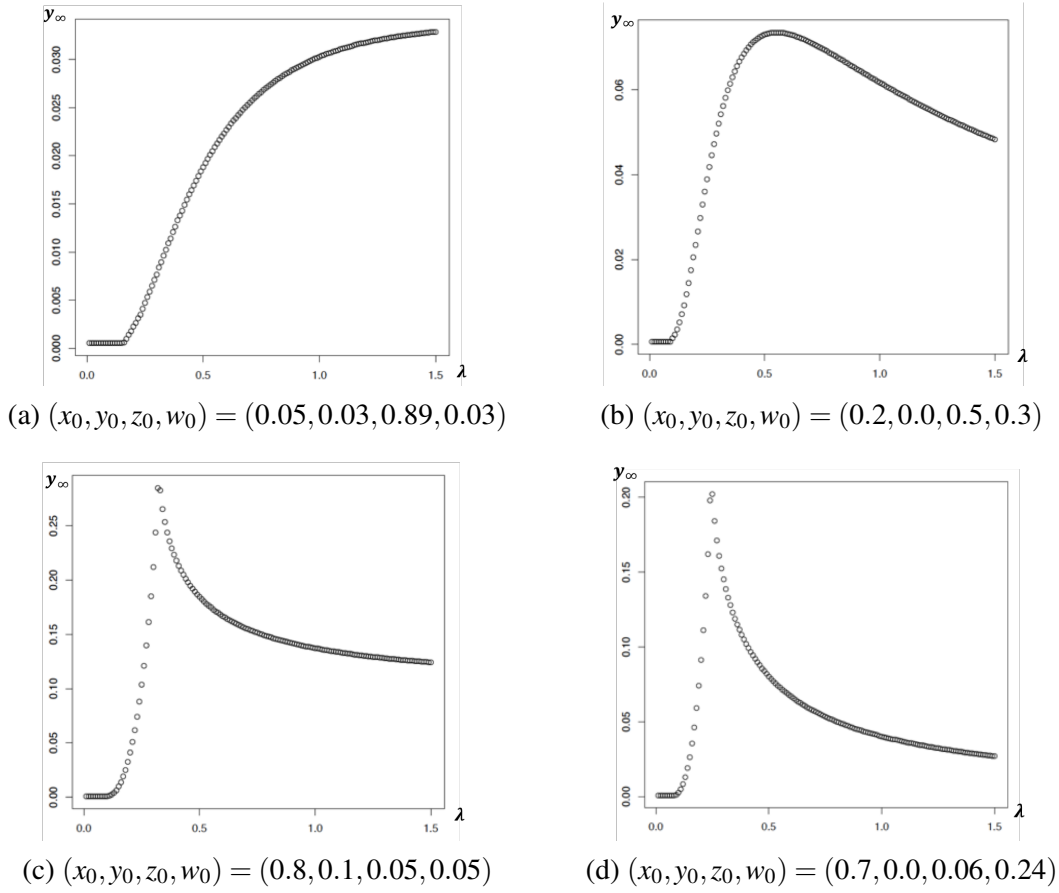 y∞
0.030
0.025
0.020
0.015
0.010
0.005
0.000
0.0 0.5 1.0 1.5 λ
(a) (x₀, y₀, z₀, w₀) = (0.05, 0.03, 0.89, 0.03)
y∞
0.06
0.04
0.02
0.00
0.0 0.5 1.0 1.5 λ
(b) (x₀, y₀, z₀, w₀) = (0.2, 0.0, 0.5, 0.3)
y∞
0.25
0.20
0.15
0.10
0.05
0.00
0.0 0.5 1.0 1.5 λ
(c) (x₀, y₀, z₀, w₀) = (0.8, 0.1, 0.05, 0.05)
y∞
0.20
0.15
0.10
0.05
0.00
0.0 0.5 1.0 1.5 λ
(d) (x₀, y₀, z₀, w₀) = (0.7, 0.0, 0.06, 0.24)